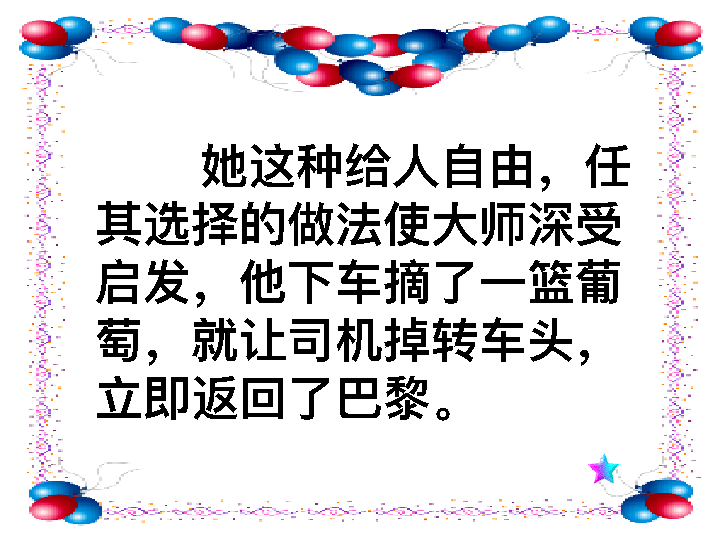 她这种给人自由，任
其选择的做法使大师深受
启发，他下车摘了一篮葡
萄，就让司机掉转车头，
立即返回了巴黎。